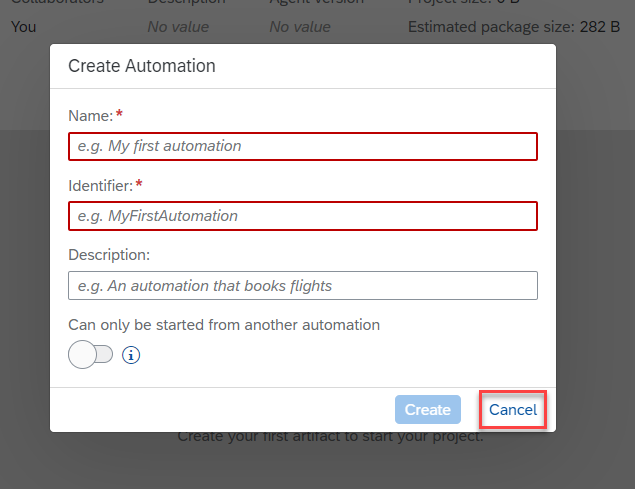 Collaborators Description Agent Version Project size: 0 B
You No value No value Estimated package size: 282 B
Create Automation
Name: *
e.g. My first automation
Identifier: *
e.g. MyFirstAutomation
Description:
e.g. An automation that books flights
Can only be started from another automation
i
Create Cancel
Create your first artifact to start your project.